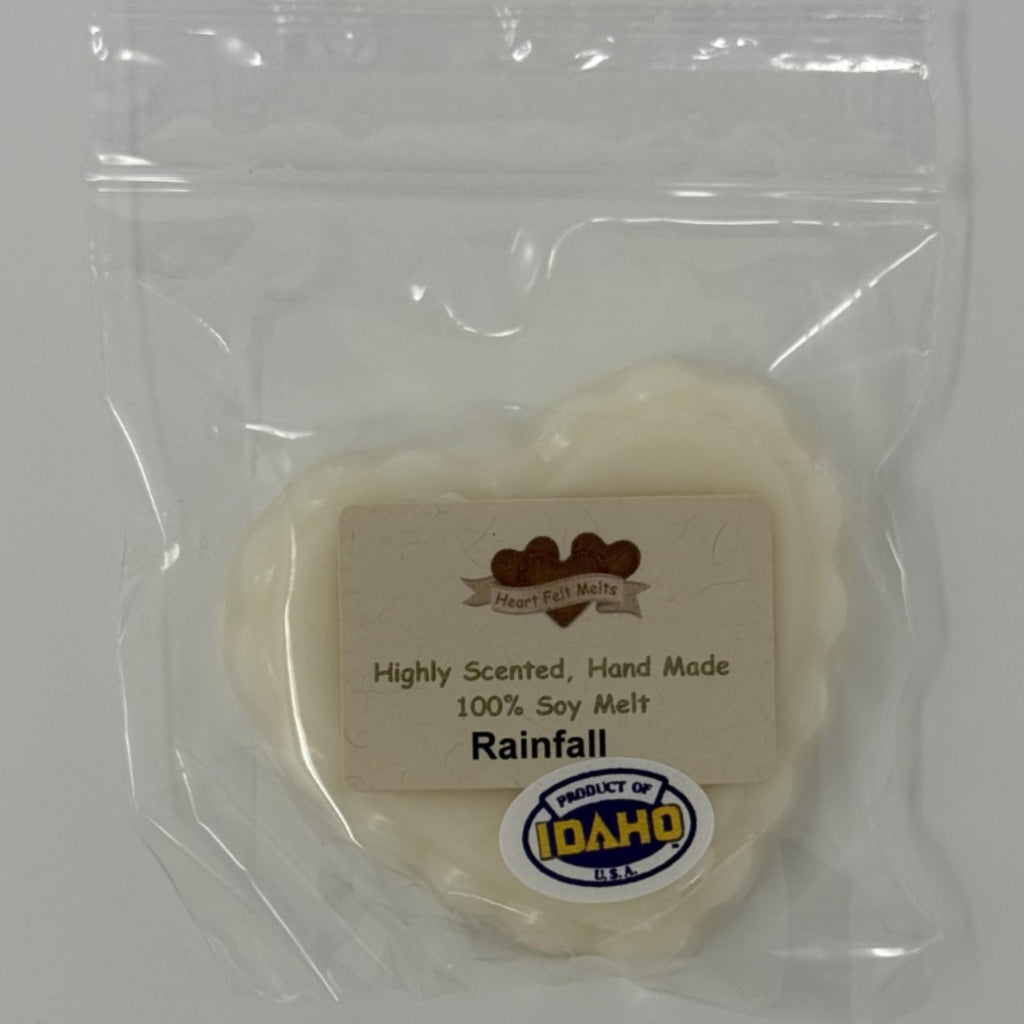 Heart Felt Melts
Highly Scented, Hand Made
100% Soy Melt
Rainfall
PRODUCT OF
IDAHO
U.S.A.